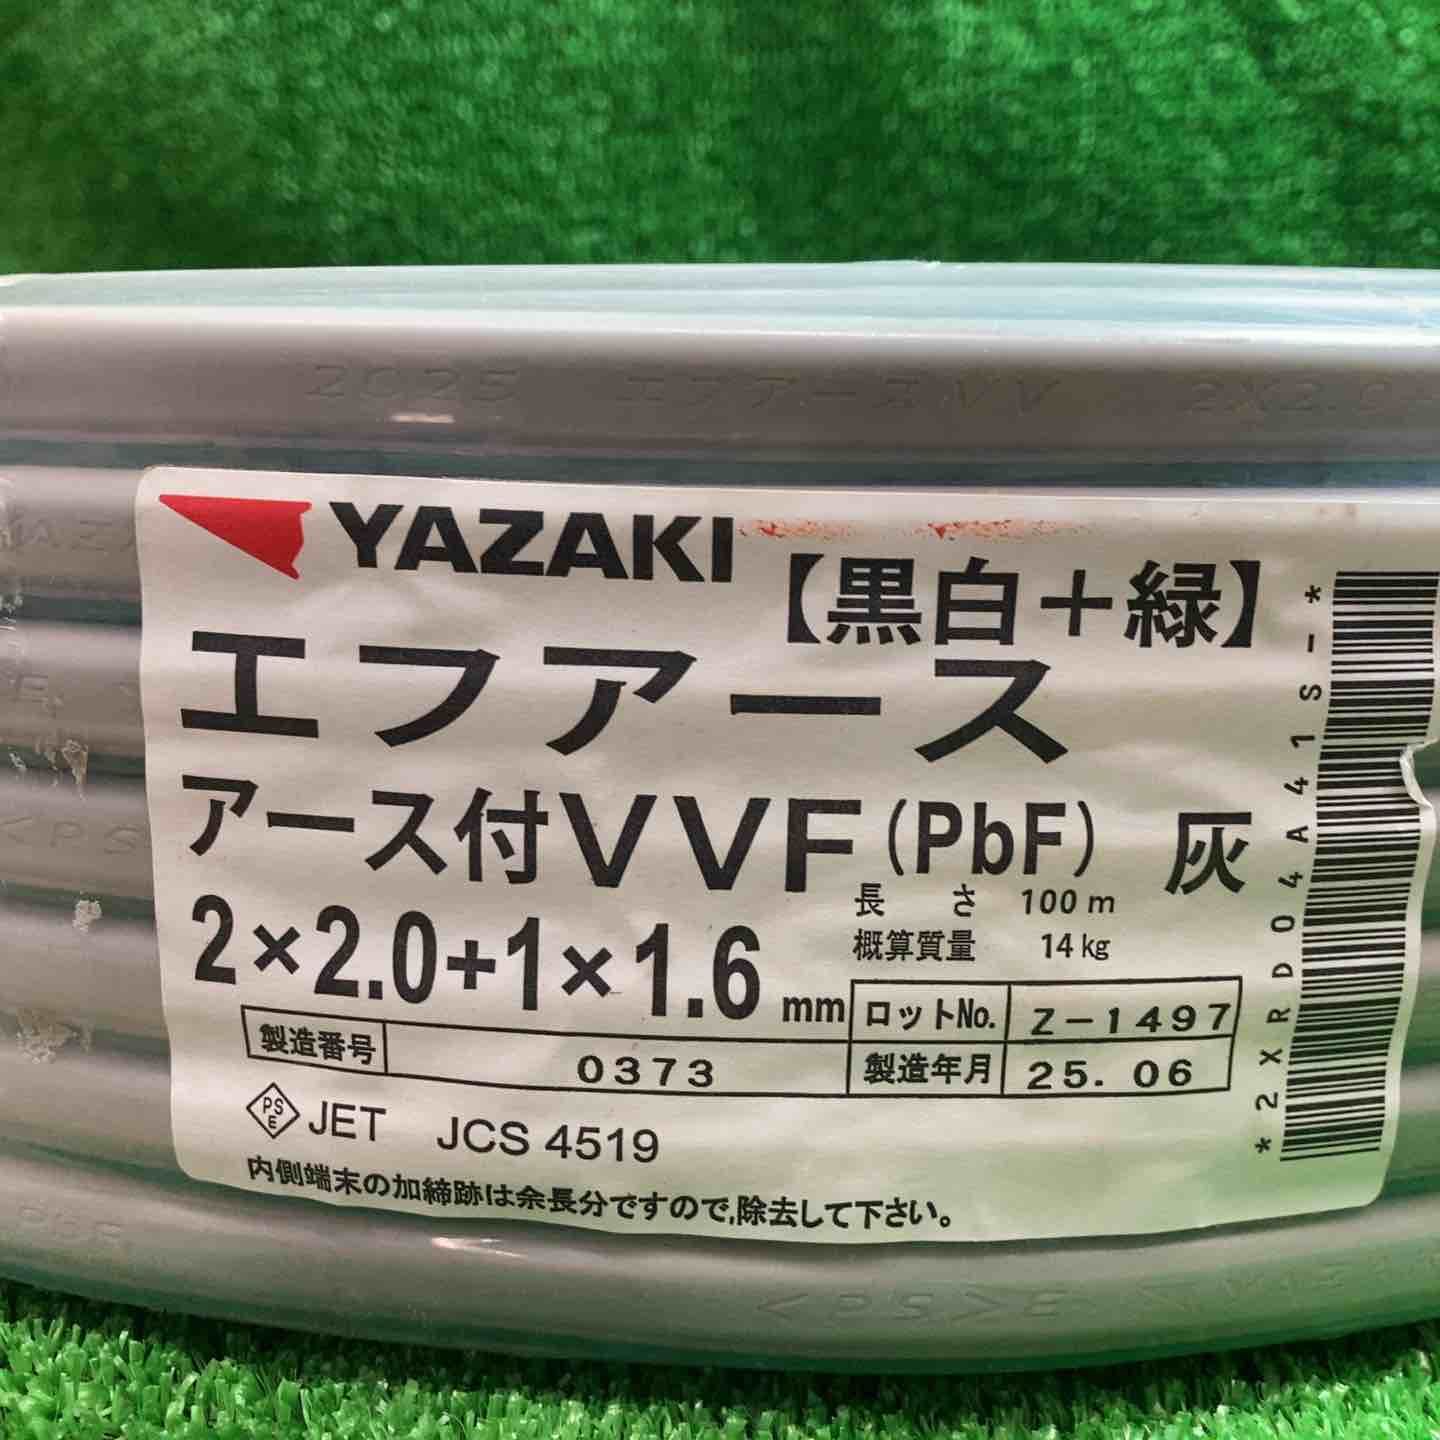 2025 エフアースVV 2X2.0
YAZAKI
【黒白＋緑】
エフアース
アース付VVF(PbF) 灰
2×2.0+1×1.6 mm
長さ 100m
概算質量 14kg
ロットNo. Z-1497
製造番号 0373
製造年月 25. 06
PSE JET JCS 4519
内側端末の加締跡は余長分ですので,除去して下さい。
*2XRD04A41S-*
<PS>E